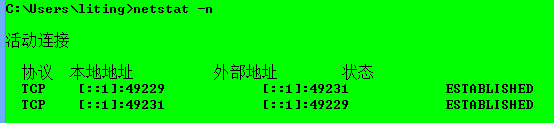 C:\Users\liting>netstat -n
活动连接
协议 本地地址 外部地址 状态
TCP [::1]:49229 [::1]:49231 ESTABLISHED
TCP [::1]:49231 [::1]:49229 ESTABLISHED